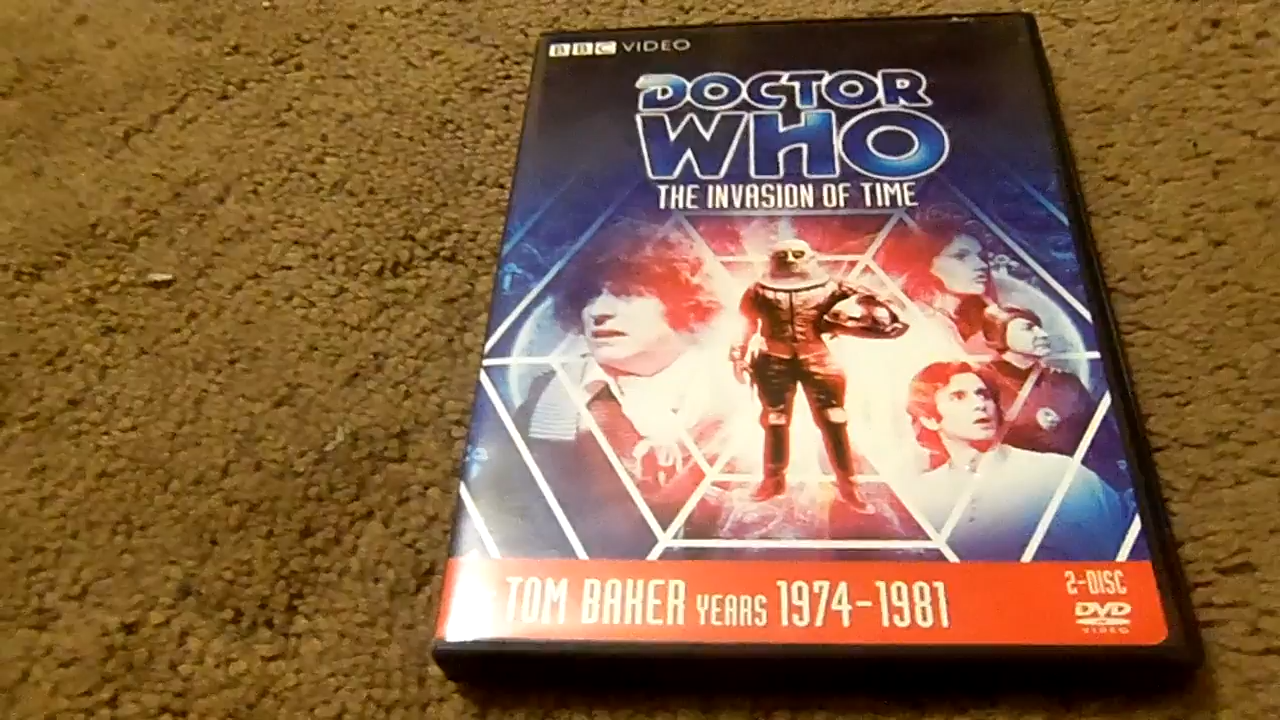 BBC VIDEO
DOCTOR
WHO
THE INVASION OF TIME
TOM BAKER YEARS 1974-1981
2-DISC
DVD
VIDEO